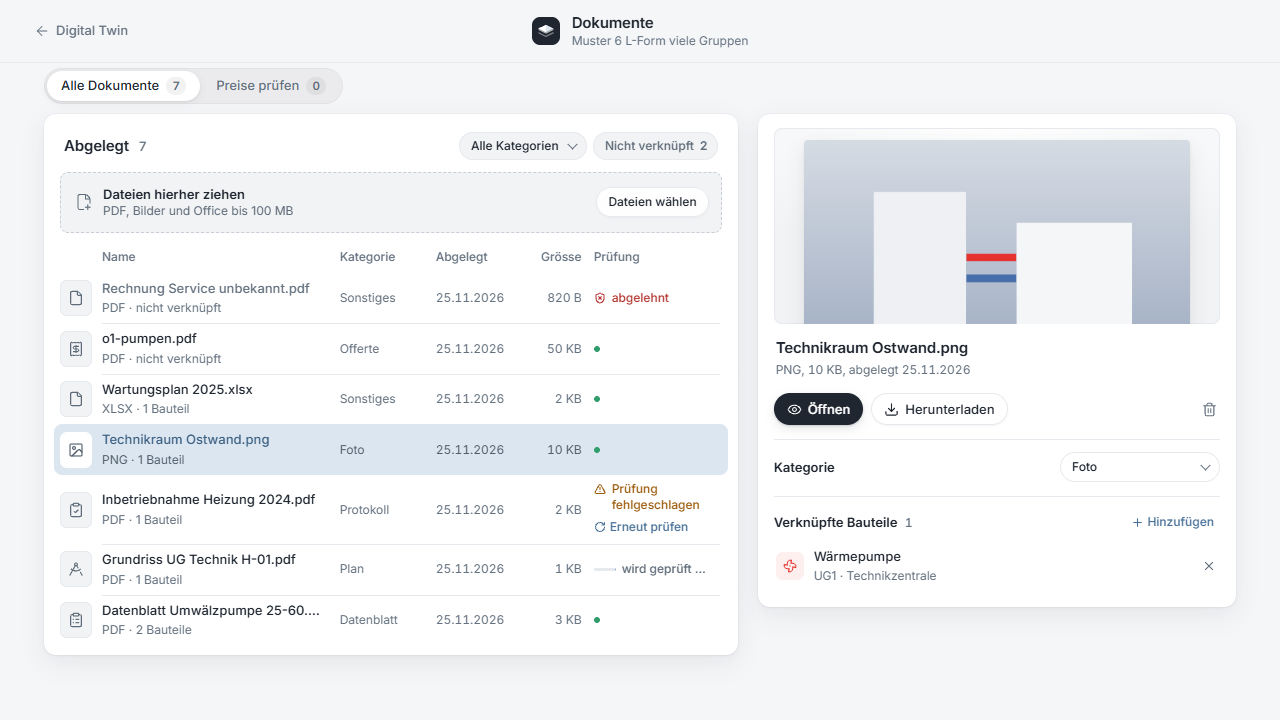 Digital Twin
Dokumente
Muster 6 L-Form viele Gruppen
Alle Dokumente 7
Preise prüfen 0
Abgelegt 7
Alle Kategorien
Nicht verknüpft 2
Dateien hierher ziehen
PDF, Bilder und Office bis 100 MB
Dateien wählen
Name Kategorie Abgelegt Grösse Prüfung
Rechnung Service unbekannt.pdf
PDF · nicht verknüpft
Sonstiges 25.11.2026 820 B abgelehnt
o1-pumpen.pdf
PDF · nicht verknüpft
Offerte 25.11.2026 50 KB
Wartungsplan 2025.xlsx
XLSX · 1 Bauteil
Sonstiges 25.11.2026 2 KB
Technikraum Ostwand.png
PNG · 1 Bauteil
Foto 25.11.2026 10 KB
Inbetriebnahme Heizung 2024.pdf
PDF · 1 Bauteil
Protokoll 25.11.2026 2 KB
Prüfung
fehlgeschlagen
Erneut prüfen
Grundriss UG Technik H-01.pdf
PDF · 1 Bauteil
Plan 25.11.2026 1 KB wird geprüft ...
Datenblatt Umwälzpumpe 25-60....
PDF · 2 Bauteile
Datenblatt 25.11.2026 3 KB
Technikraum Ostwand.png
PNG, 10 KB, abgelegt 25.11.2026
Öffnen
Herunterladen
Kategorie
Foto
Verknüpfte Bauteile 1
Hinzufügen
Wärmepumpe
UG1 · Technikzentrale